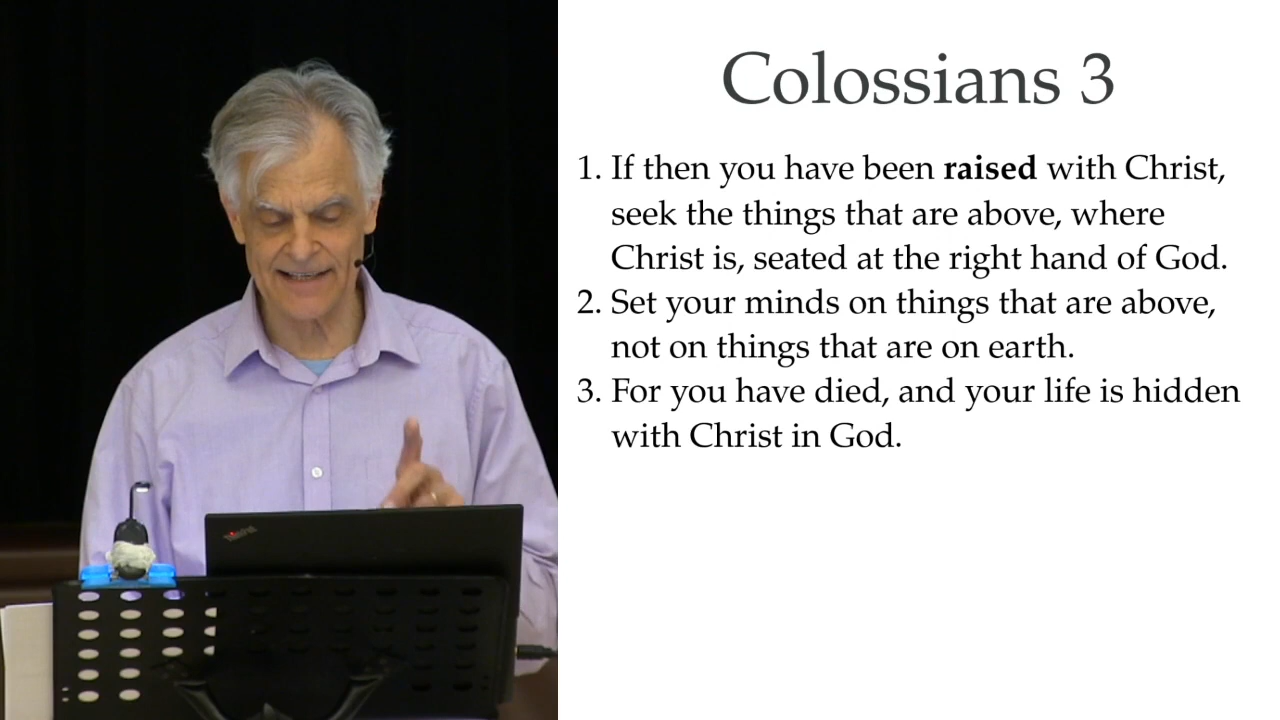 Colossians 3
1. If then you have been raised with Christ,
seek the things that are above, where
Christ is, seated at the right hand of God.
2. Set your minds on things that are above,
not on things that are on earth.
3. For you have died, and your life is hidden
with Christ in God.
ThinkPad